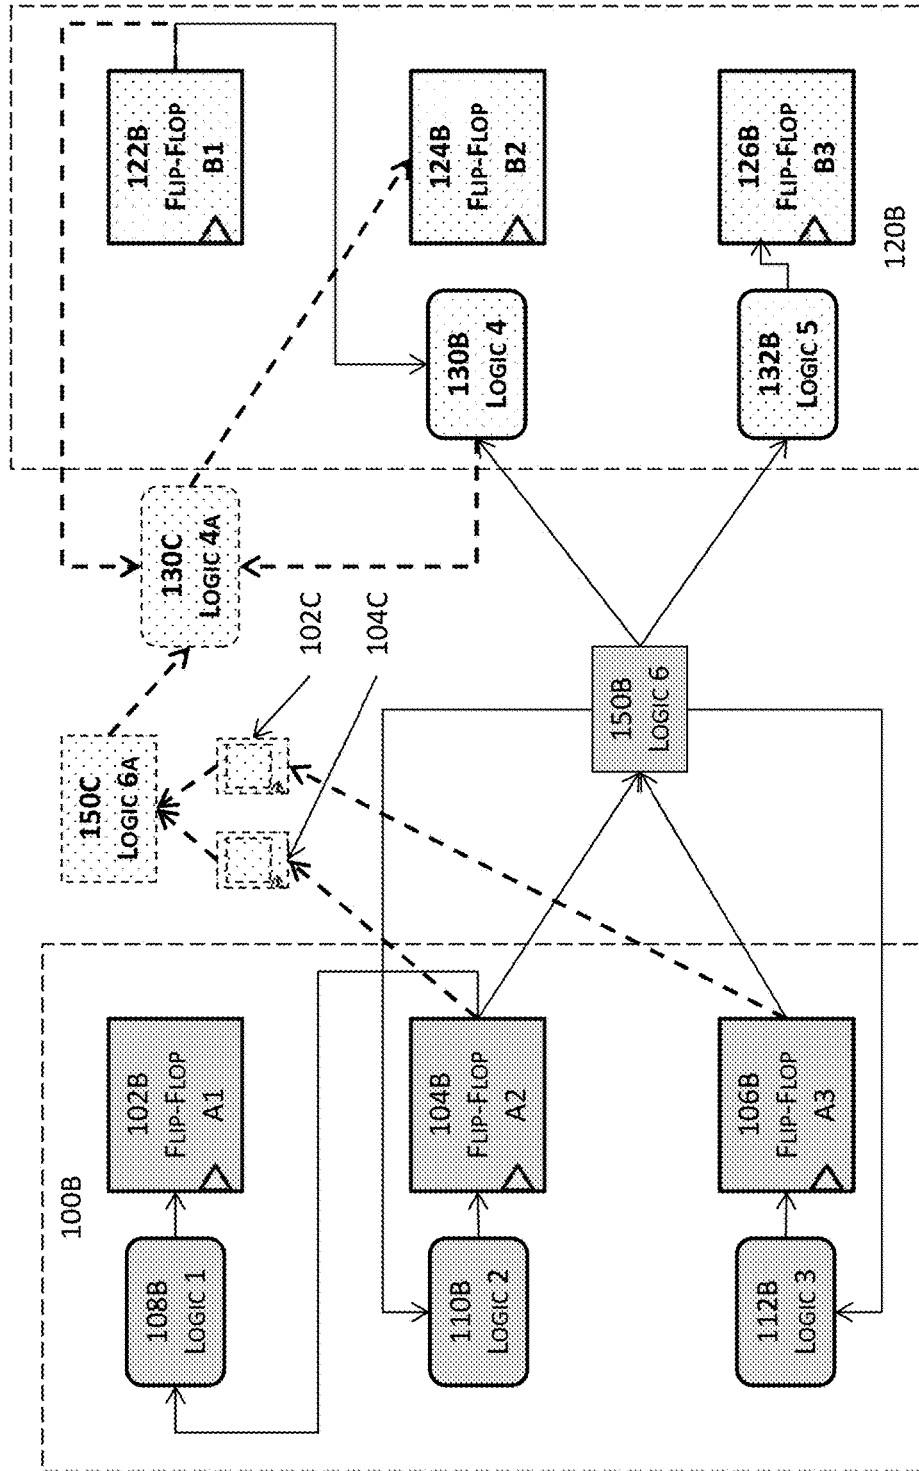 100B
102B
FLIP-FLOP
A1
108B
LOGIC 1
104B
FLIP-FLOP
A2
110B
LOGIC 2
106B
FLIP-FLOP
A3
112B
LOGIC 3
150C
LOGIC 6A
102C
104C
150B
LOGIC 6
130C
LOGIC 4A
122B
FLIP-FLOP
B1
130B
LOGIC 4
124B
FLIP-FLOP
B2
132B
LOGIC 5
126B
FLIP-FLOP
B3
120B